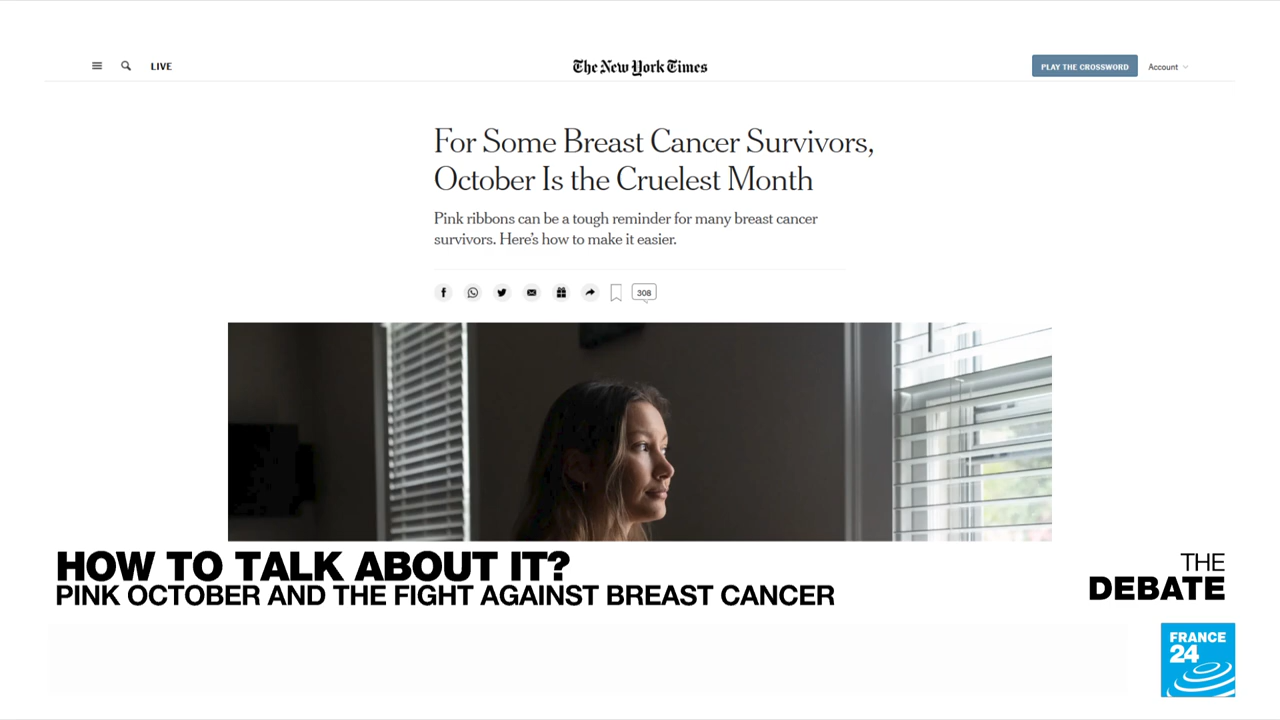 LIVE
The New York Times
PLAY THE CROSSWORD
Account
For Some Breast Cancer Survivors,
October Is the Cruelest Month
Pink ribbons can be a tough reminder for many breast cancer
survivors. Here's how to make it easier.
308
HOW TO TALK ABOUT IT?
PINK OCTOBER AND THE FIGHT AGAINST BREAST CANCER
THE
DEBATE
FRANCE
24